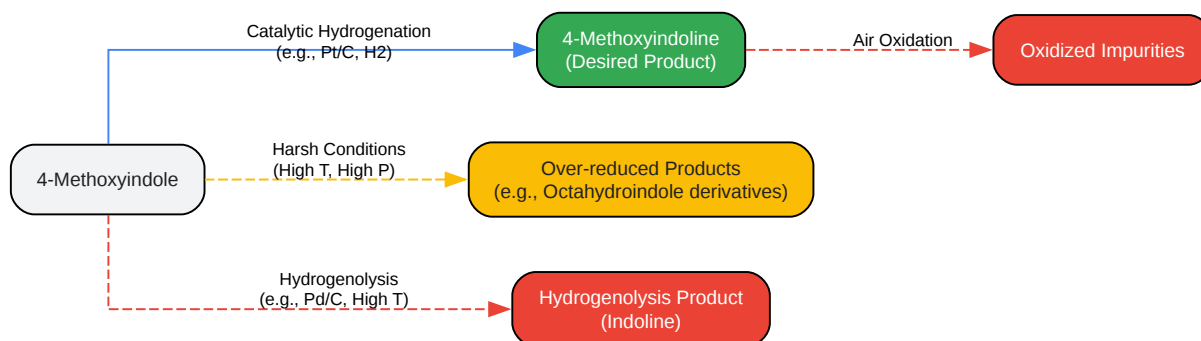 Catalytic Hydrogenation
(e.g., Pt/C, H2)
4-Methoxyindoline
(Desired Product)
Air Oxidation
Oxidized Impurities
4-Methoxyindole
Harsh Conditions
(High T, High P)
Over-reduced Products
(e.g., Octahydroindole derivatives)
Hydrogenolysis
(e.g., Pd/C, High T)
Hydrogenolysis Product
(Indoline)